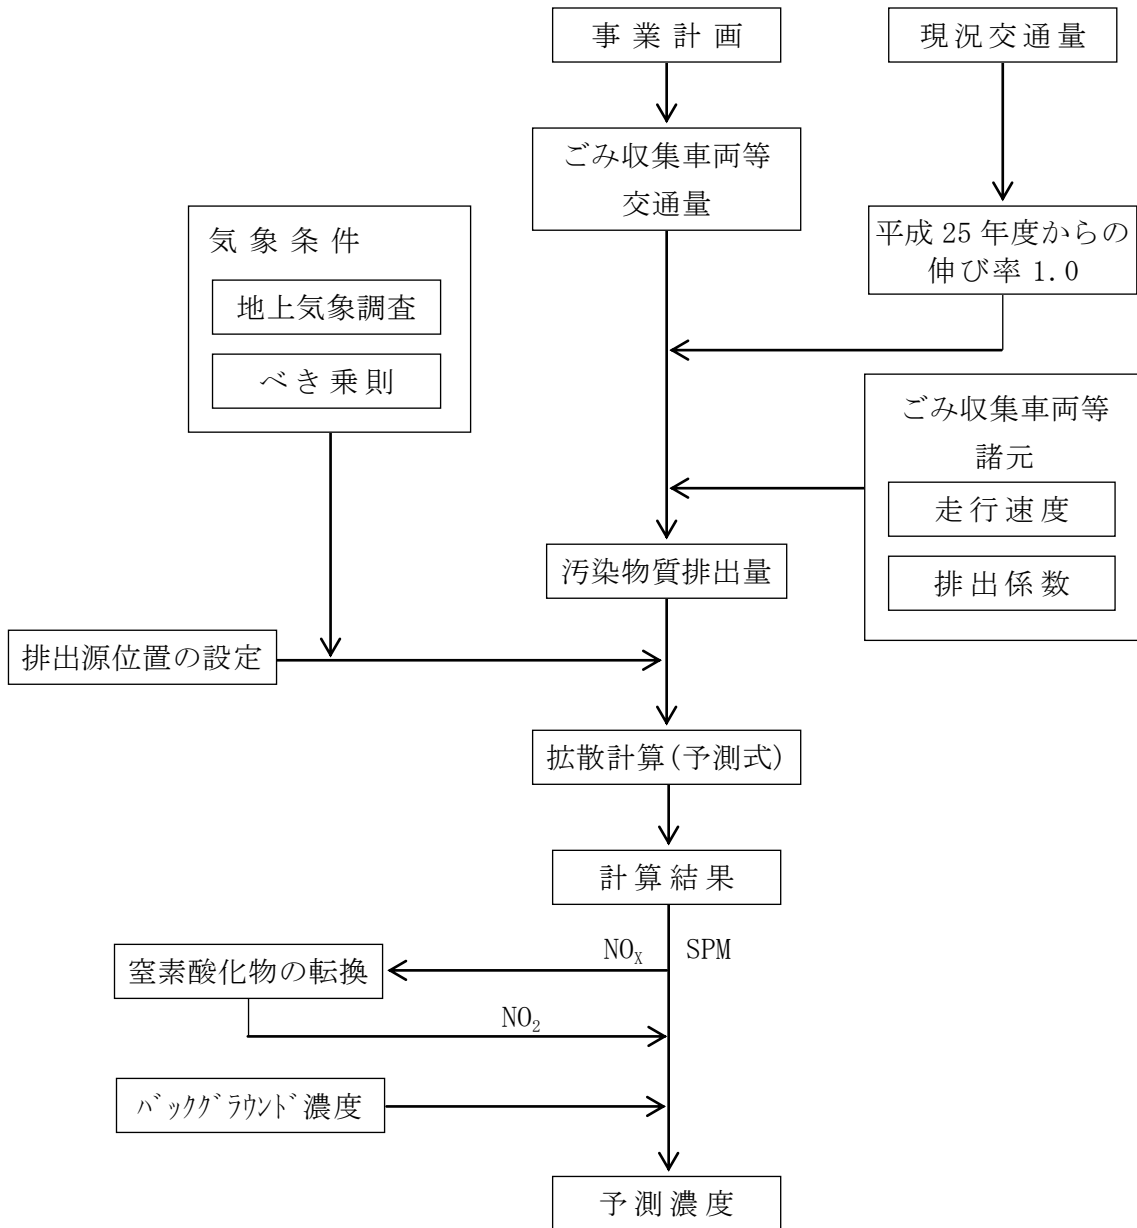 事業計画
現況交通量
ごみ収集車両等
交通量
平成 25 年度からの
伸び率 1.0
気象条件
地上気象調査
べき乗則
ごみ収集車両等
諸元
走行速度
排出係数
汚染物質排出量
排出源位置の設定
拡散計算(予測式)
計算結果
NOX SPM
窒素酸化物の転換
NO2
ﾊﾞｯｸｸﾞﾗｳﾝﾄﾞ濃度
予測濃度